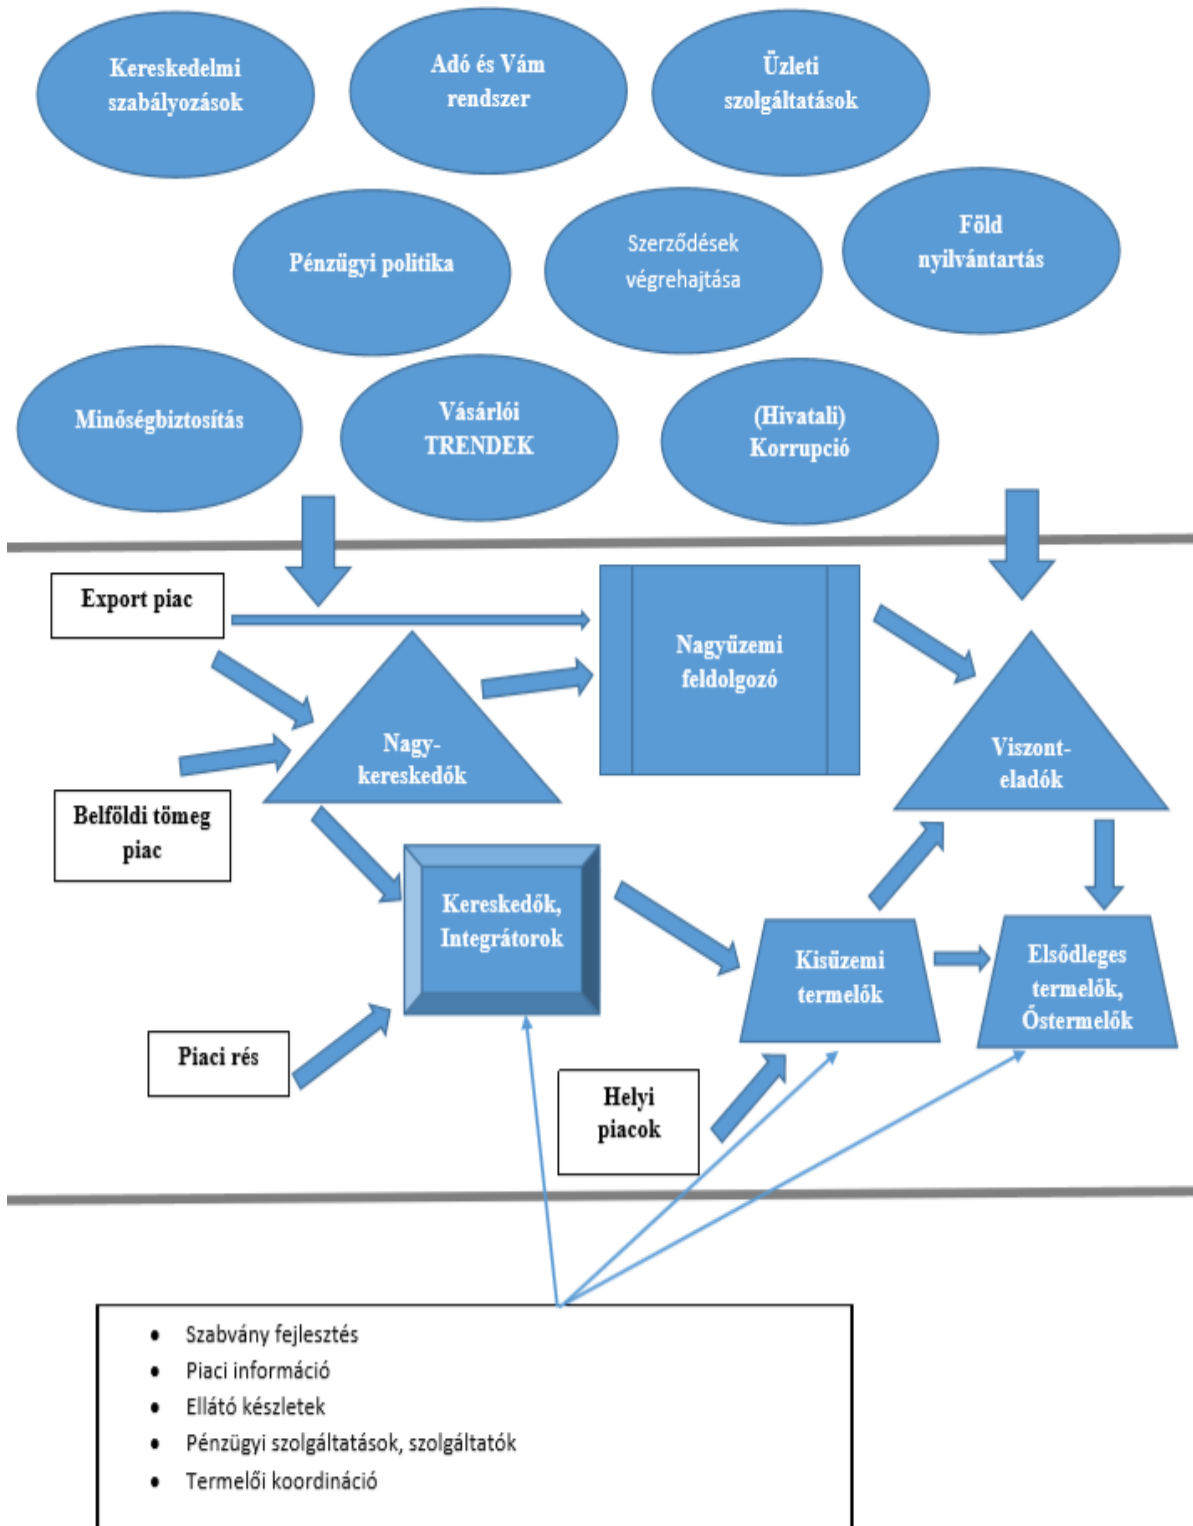 Kereskedelmi
szabályozások
Adó és Vám
rendszer
Üzleti
szolgáltatások
Pénzügyi politika
Szerződések
végrehajtása
Föld
nyilvántartás
Minőségbiztosítás
Vásárlói
TRENDEK
(Hivatali)
Korrupció
Export piac
Nagyüzemi
feldolgozó
Nagy-
kereskedők
Viszont-
eladók
Belföldi tömeg
piac
Kereskedők,
Integrátorok
Kisüzemi
termelők
Elsődleges
termelők,
Őstermelők
Piaci rés
Helyi
piacok
• Szabvány fejlesztés
• Piaci információ
• Ellátó készletek
• Pénzügyi szolgáltatások, szolgáltatók
• Termelői koordináció